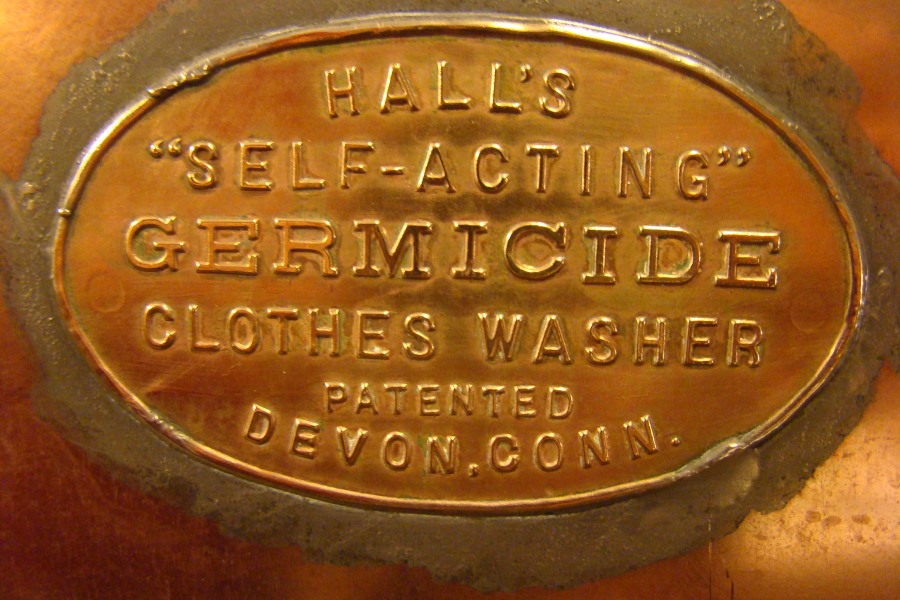 HALL'S
“SELF-ACTING”
GERMICIDE
CLOTHES WASHER
PATENTED
DEVON, CONN.